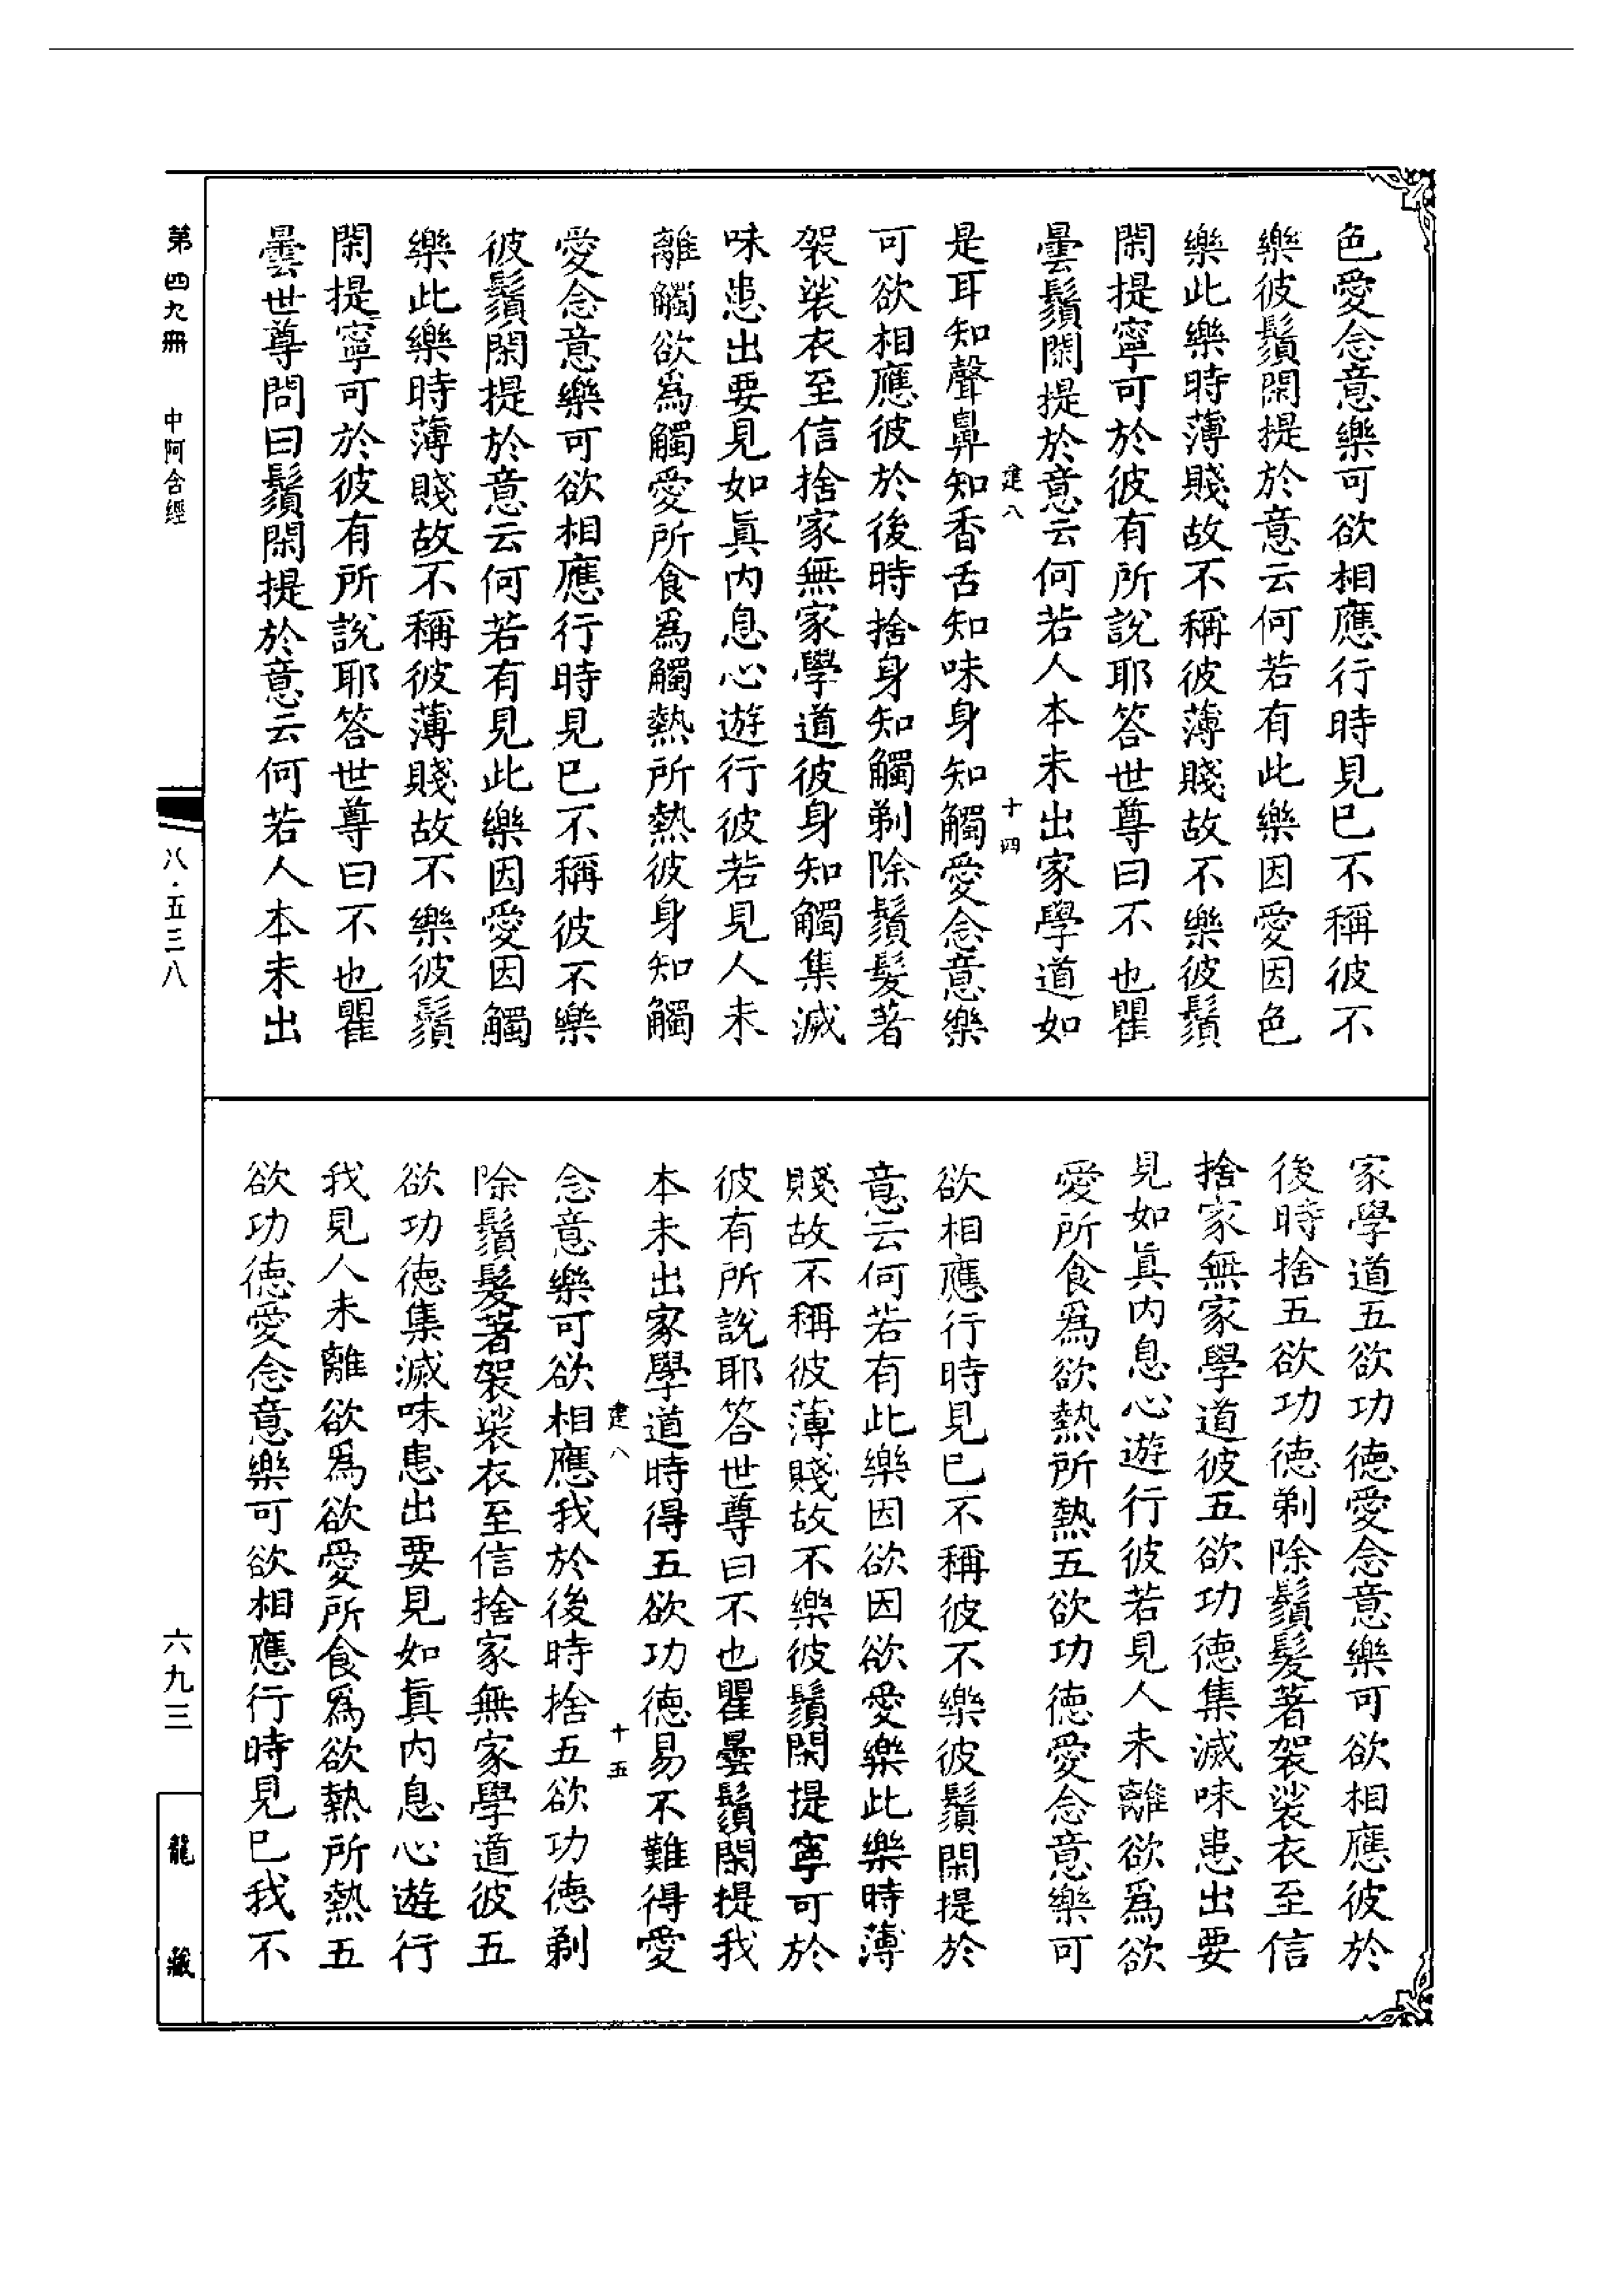 色愛念意樂可欲相應行時見已不稱彼不
樂彼鬚閑提於意云何若有此樂因愛因色
樂此樂時薄賤故不稱彼薄賤故不樂彼鬚
閑提寧可於彼有所說耶答世尊曰不也瞿
曇鬚閑提於意云何若人本未出家學道如
建八 十四
是耳知聲鼻知香舌知味身知觸愛念意樂
可欲相應彼於後時捨身知觸剃除鬚髮著
袈裟衣至信捨家無家學道彼身知觸集滅
味患出要見如眞內息心遊行彼若見人未
離觸欲爲觸愛所食爲觸熱所熱彼身知觸
愛念意樂可欲相應行時見已不稱彼不樂
彼鬚閑提於意云何若有見此樂因愛因觸
樂此樂時薄賤故不稱彼薄賤故不樂彼鬚
閑提寧可於彼有所說耶答世尊曰不也瞿
曇世尊問曰鬚閑提於意云何若人本未出
家學道五欲功德愛念意樂可欲相應彼於
後時捨五欲功德剃除鬚髮著袈裟衣至信
捨家無家學道彼五欲功德集滅味患出要
見如眞內息心遊行彼若見人未離欲爲欲
愛所食爲欲熱所熱五欲功德愛念意樂可
欲相應行時見已不稱彼不樂彼鬚閑提於
意云何若有此樂因欲因欲愛樂此樂時薄
賤故不稱彼薄賤故不樂彼鬚閑提寧可於
彼有所說耶答世尊曰不也瞿曇鬚閑提我
本未出家學道時得五欲功德易不難得愛
建八 十五
念意樂可欲相應我於後時捨五欲功德剃
除鬚髮著袈裟衣至信捨家無家學道彼五
欲功德集滅味患出要見如眞內息心遊行
我見人未離欲爲欲愛所食爲欲熱所熱五
欲功德愛念意樂可欲相應行時見已我不
第四九冊 中阿含經
八·五三八
六九三
龍藏